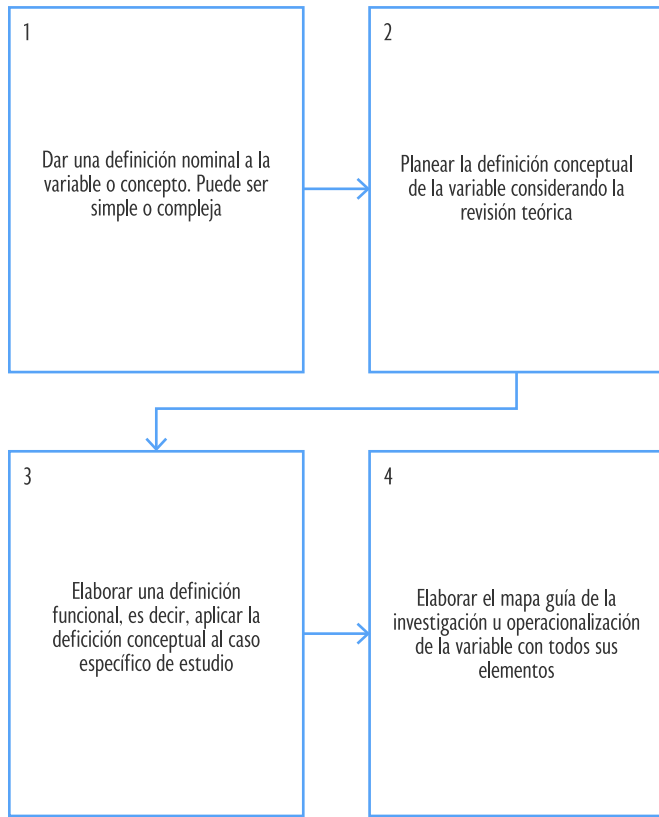 1
Dar una definición nominal a la
variable o concepto. Puede ser
simple o compleja
2
Planear la definición conceptual
de la variable considerando la
revisión teórica
3
Elaborar una definición
funcional, es decir, aplicar la
deficición conceptual al caso
específico de estudio
4
Elaborar el mapa guía de la
investigación u operacionalización
de la variable con todos sus
elementos